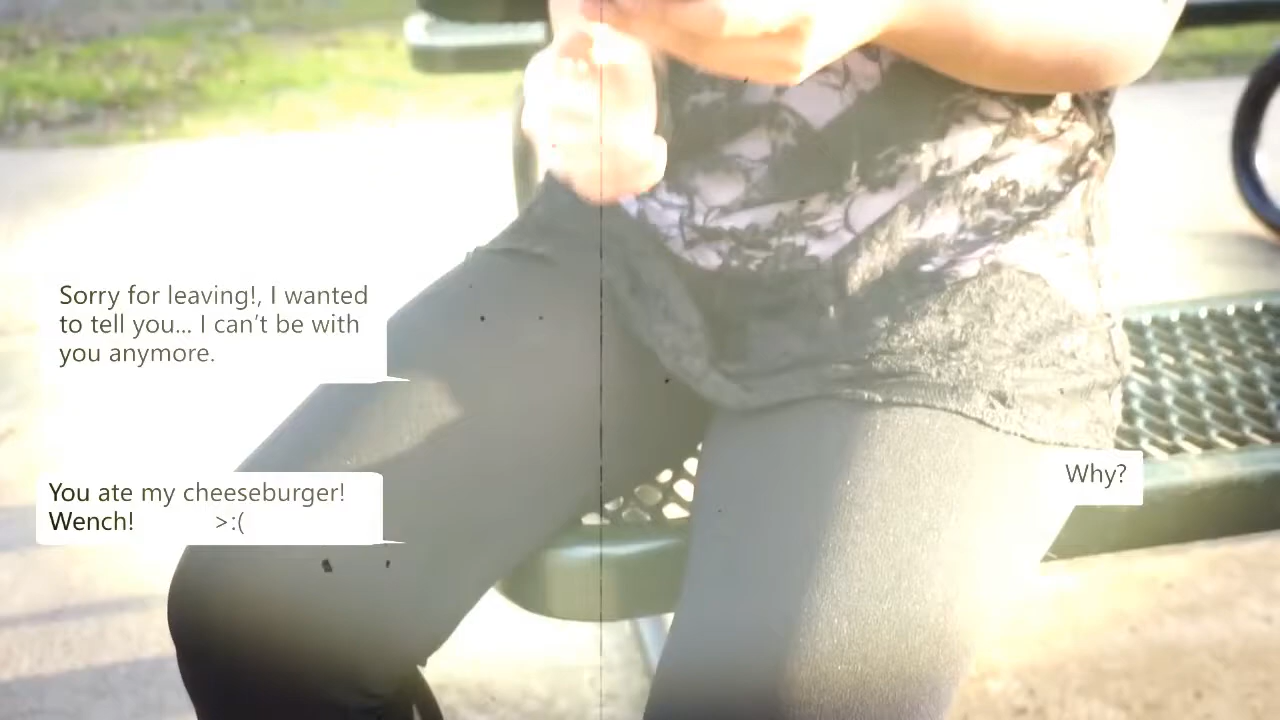 Sorry for leaving!, I wanted
to tell you... I can't be with
you anymore.
Why?
You ate my cheeseburger!
Wench! >:(